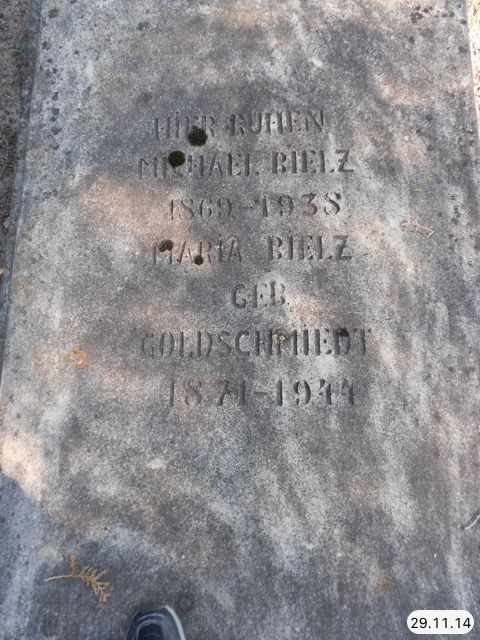 HIER RUHEN
MICHAEL BIELZ
1869-1938
MARIA BIELZ
GEB.
GOLDSCHMIEDT
1871-1944
29.11.14